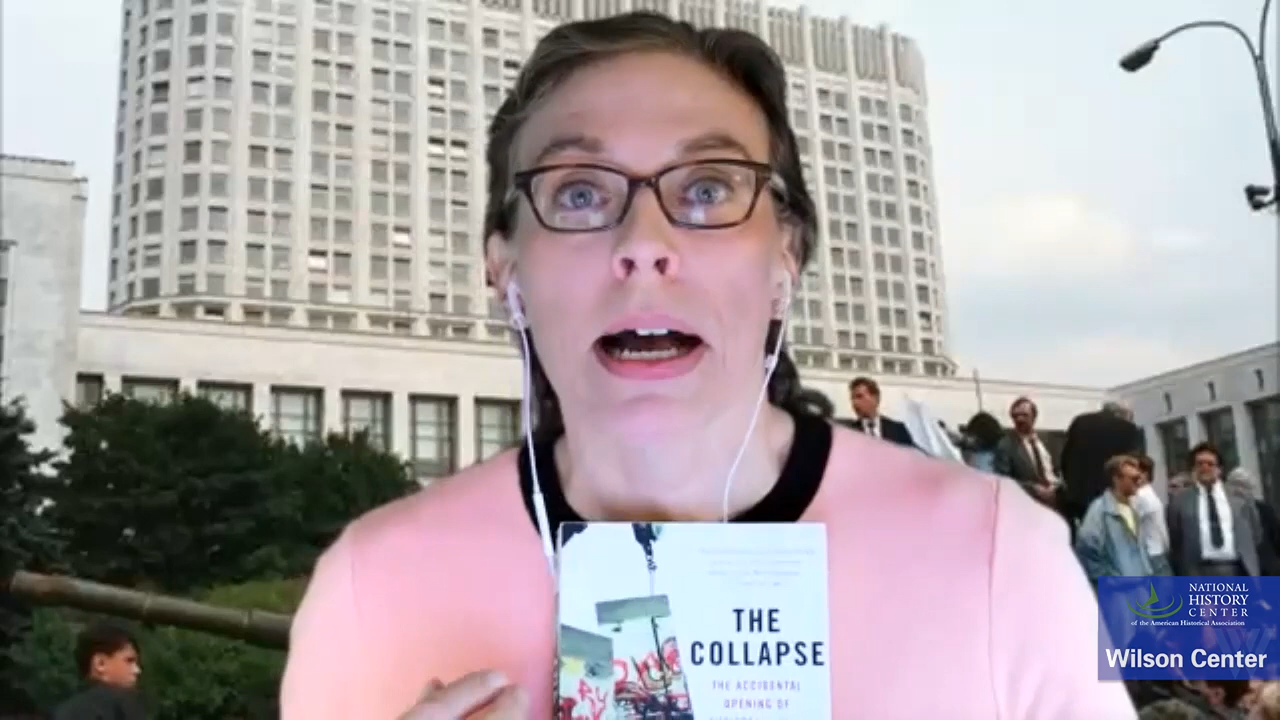 THE
COLLAPSE
THE ACCIDENTAL
OPENING OF
NATIONAL
HISTORY
CENTER
of the American Historical Association
Wilson Center